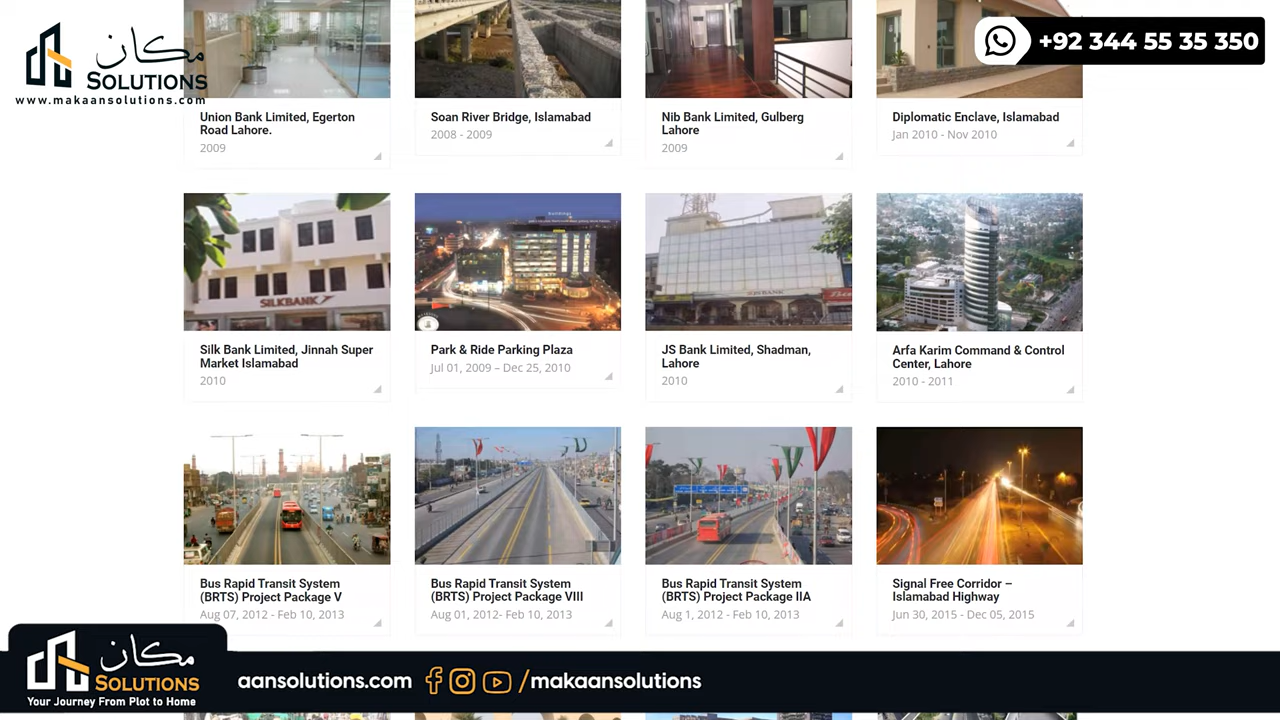 مکان
SOLUTIONS
www.makaansolutions.com
+92 344 55 35 350
Union Bank Limited, Egerton
Road Lahore.
2009
Soan River Bridge, Islamabad
2008 - 2009
Nib Bank Limited, Gulberg
Lahore
2009
Diplomatic Enclave, Islamabad
Jan 2010 - Nov 2010
SILKBANK
buildings
JS BANK
Silk Bank Limited, Jinnah Super
Market Islamabad
2010
Park & Ride Parking Plaza
Jul 01, 2009 – Dec 25, 2010
JS Bank Limited, Shadman,
Lahore
2010
Arfa Karim Command & Control
Center, Lahore
2010 - 2011
Bus Rapid Transit System
(BRTS) Project Package V
Aug 07, 2012 - Feb 10, 2013
Bus Rapid Transit System
(BRTS) Project Package VIII
Aug 01, 2012- Feb 10, 2013
Bus Rapid Transit System
(BRTS) Project Package IIA
Aug 1, 2012 - Feb 10, 2013
Signal Free Corridor –
Islamabad Highway
Jun 30, 2015 - Dec 05, 2015
مکان
SOLUTIONS
Your Journey From Plot to Home
aansolutions.com
/makaansolutions